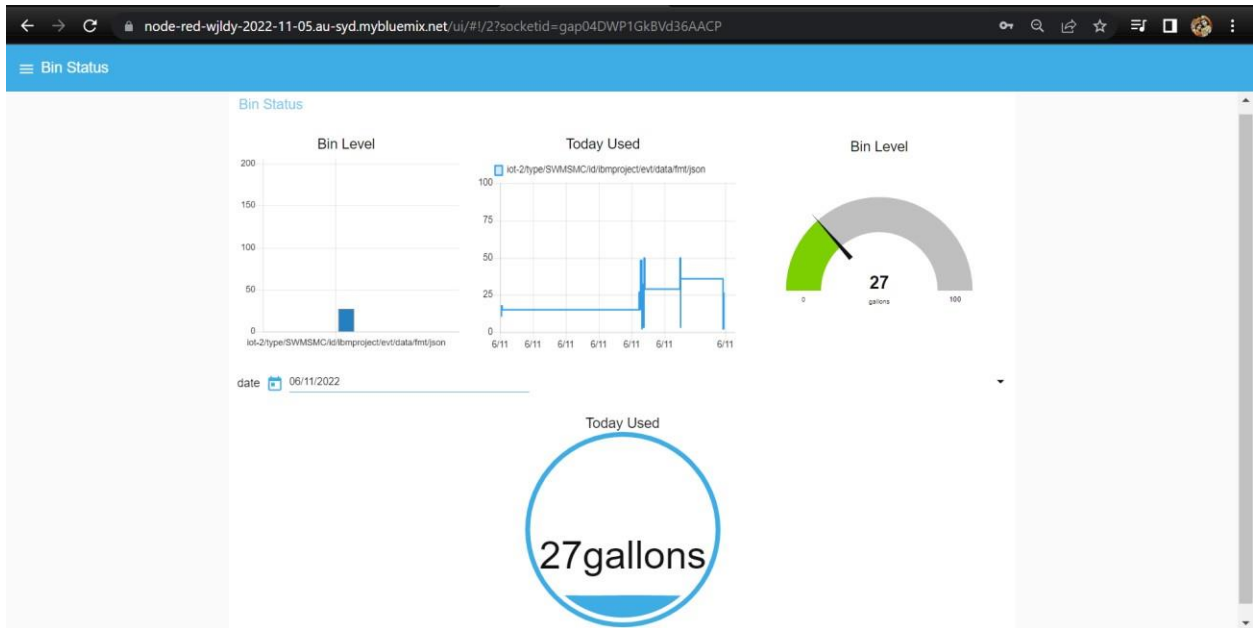 node-red-wjldy-2022-11-05.au-syd.mybluemix.net/ui/#!/2?socketid=gap04DWP1GkBVd36AACP
Bin Status
Bin Status
Bin Level
200
150
100
50
0
iot-2/type/SWMSMC/id/ibmproject/evt/data/fmt/json
Today Used
iot-2/type/SWMSMC/id/ibmproject/evt/data/fmt/json
100
75
50
25
0
6/11 6/11 6/11 6/11 6/11 6/11 6/11
Bin Level
27
0 gallons 100
date 06/11/2022
Today Used
27gallons